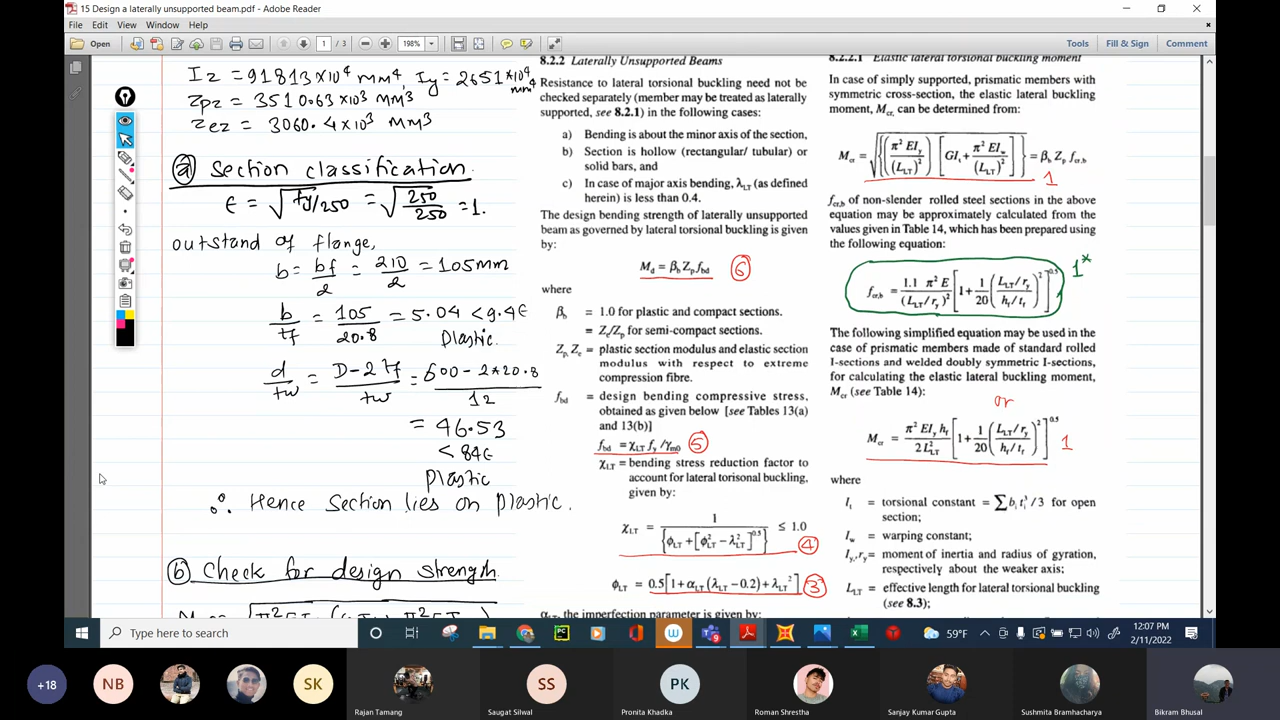 15 Design a laterally unsupported beam.pdf - Adobe Reader
File Edit View Window Help
Open 1 / 3 198% Tools Fill & Sign Comment
Iz = 91813×10⁴ mm⁴, Iy = 2651×10⁴ mm⁴
Zpz = 3510.63×10³ mm³
Zez = 3060.4×10³ mm³
(a) Section classification.
ϵ = √fy/250 = √250/250 = 1.
outstand of flange,
b = bf/2 = 210/2 = 105mm
b/tf = 105/20.8 = 5.04 < 9.4ϵ
Plastic.
d/tw = D-2tf/tw = 600-2*20.8/12
= 46.53
< 84ϵ
Plastic
∴ Hence Section lies on plastic.
(b) Check for design strength.
8.2.2 Laterally Unsupported Beams
Resistance to lateral torsional buckling need not be
checked separately (member may be treated as laterally
supported, see 8.2.1) in the following cases:
a) Bending is about the minor axis of the section,
b) Section is hollow (rectangular/ tubular) or
solid bars, and
c) In case of major axis bending, λLT (as defined
herein) is less than 0.4.
The design bending strength of laterally unsupported
beam as governed by lateral torsional buckling is given
by:
Md = βb Zp fbd (6)
where
βb = 1.0 for plastic and compact sections.
= Ze/Zp for semi-compact sections.
Zp, Ze = plastic section modulus and elastic section
modulus with respect to extreme
compression fibre.
fbd = design bending compressive stress,
obtained as given below [see Tables 13(a)
and 13(b)]
fbd = χLT fy /γm0 (5)
χLT = bending stress reduction factor to
account for lateral torisonal buckling,
given by:
χLT = 1/{ϕLT + [ϕ²LT − λ²LT]^0.5} ≤ 1.0 (4)
ϕLT = 0.5[1+αLT(λLT −0.2)+λLT²] (3)
αLT, the imperfection parameter is given by:
8.2.2.1 Elastic lateral torsional buckling moment
In case of simply supported, prismatic members with
symmetric cross-section, the elastic lateral buckling
moment, Mcr, can be determined from:
Mcr = √{(π² EIy/(LLT)²) [GIt + π² EIw/(LLT)²]} = βb Zp fcr,b
1
fcr,b of non-slender rolled steel sections in the above
equation may be approximately calculated from the
values given in Table 14, which has been prepared using
the following equation:
fcr,b = 1.1 π² E/(LLT/ry)² [1 + 1/20 (LLT/ry / hf/tf)²]^0.5 1*
The following simplified equation may be used in the
case of prismatic members made of standard rolled
I-sections and welded doubly symmetric I-sections,
for calculating the elastic lateral buckling moment,
Mcr (see Table 14):
or
Mcr = π² EIy hf/2 L²LT [1 + 1/20 (LLT/ry / hf/tf)²]^0.5 1
where
It = torsional constant = ∑ bi ti³ /3 for open
section;
Iw = warping constant;
Iy, ry = moment of inertia and radius of gyration,
respectively about the weaker axis;
LLT = effective length for lateral torsional buckling
(see 8.3);
Type here to search
59°F
12:07 PM
2/11/2022
+18 NB SK SS PK
Rajan Tamang Saugat Silwal Pronita Khadka Roman Shrestha Sanjay Kumar Gupta Sushmita Bramhacharya Bikram Bhusal